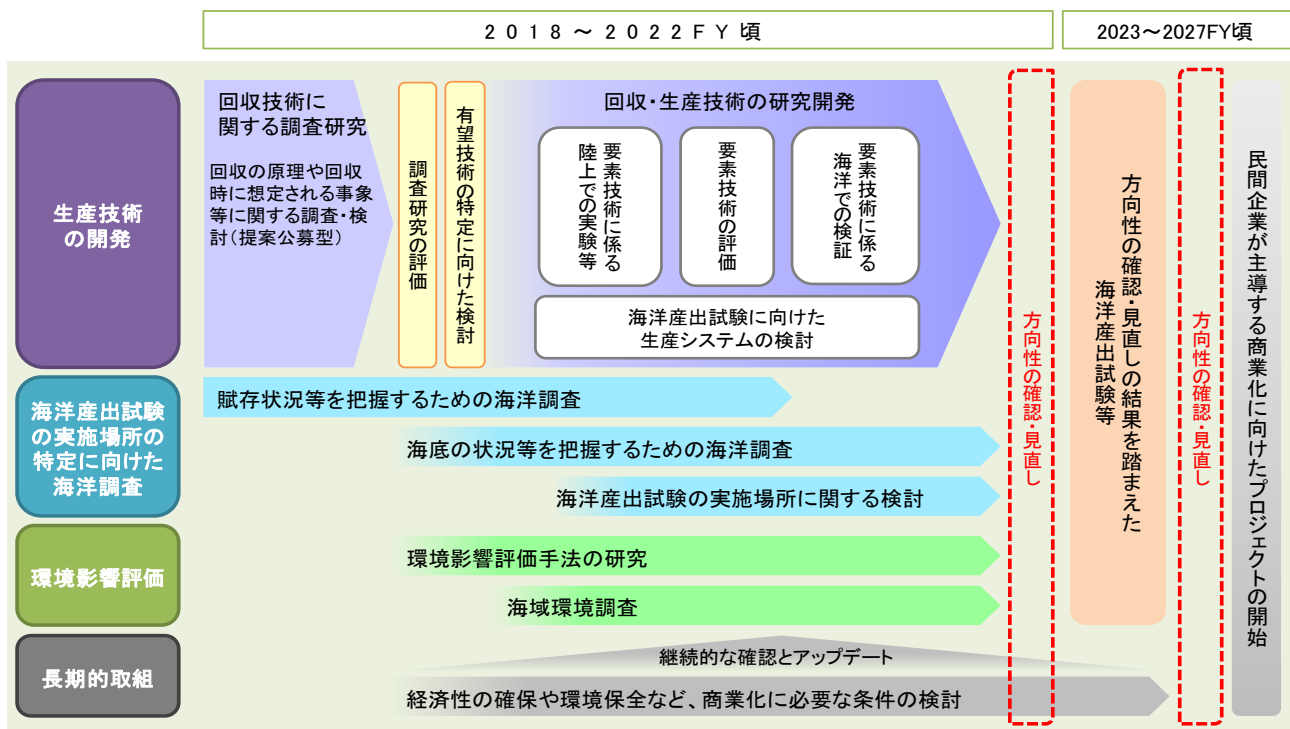 2018～2022FY頃
2023～2027FY頃
生産技術
の開発
回収技術に
関する調査研究
回収の原理や回収
時に想定される事象
等に関する調査・検
討（提案公募型）
調査研究の評価
有望技術の特定に向けた検討
回収・生産技術の研究開発
要素技術に係る
陸上での実験等
要素技術の評価
要素技術に係る
海洋での検証
海洋産出試験に向けた
生産システムの検討
方向性の確認・見直し
方向性の確認・見直しの結果を踏まえた
海洋産出試験等
方向性の確認・見直し
民間企業が主導する商業化に向けたプロジェクトの開始
海洋産出試験
の実施場所の
特定に向けた
海洋調査
賦存状況等を把握するための海洋調査
海底の状況等を把握するための海洋調査
海洋産出試験の実施場所に関する検討
環境影響評価
環境影響評価手法の研究
海域環境調査
長期的取組
継続的な確認とアップデート
経済性の確保や環境保全など、商業化に必要な条件の検討